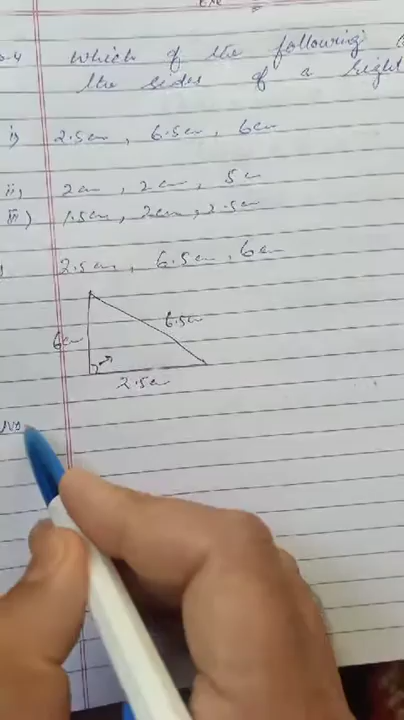 Which of the following
the sides of a right
i) 2.5cm, 6.5cm, 6cm
ii) 2cm, 2cm, 5cm
iii) 1.5cm, 2cm, 2.5cm
2.5cm, 6.5cm, 6cm
6.5cm
6cm
2.5cm